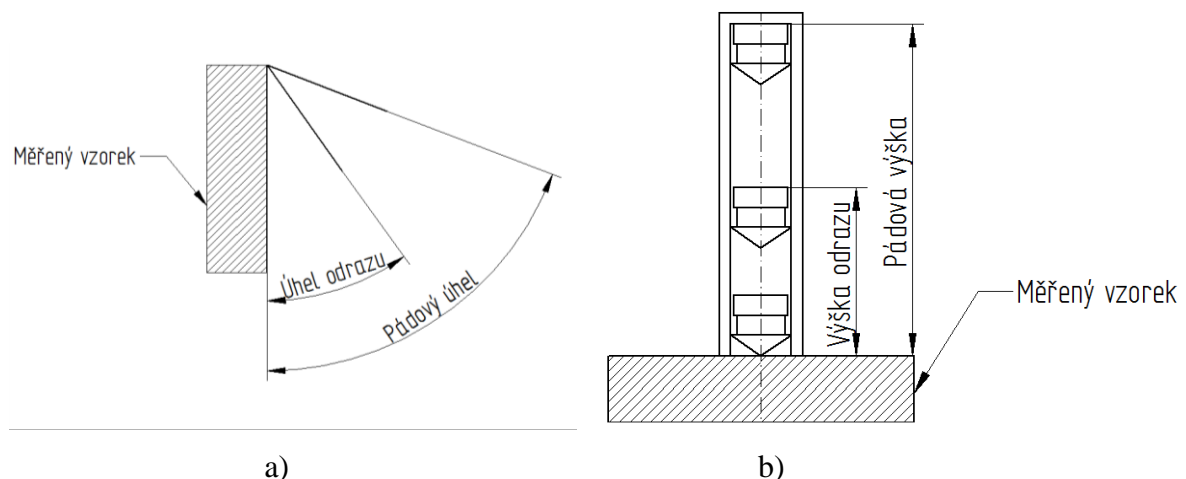 Měřený vzorek
Úhel odrazu
Pádový úhel
Výška odrazu
Pádová výška
Měřený vzorek
a)
b)